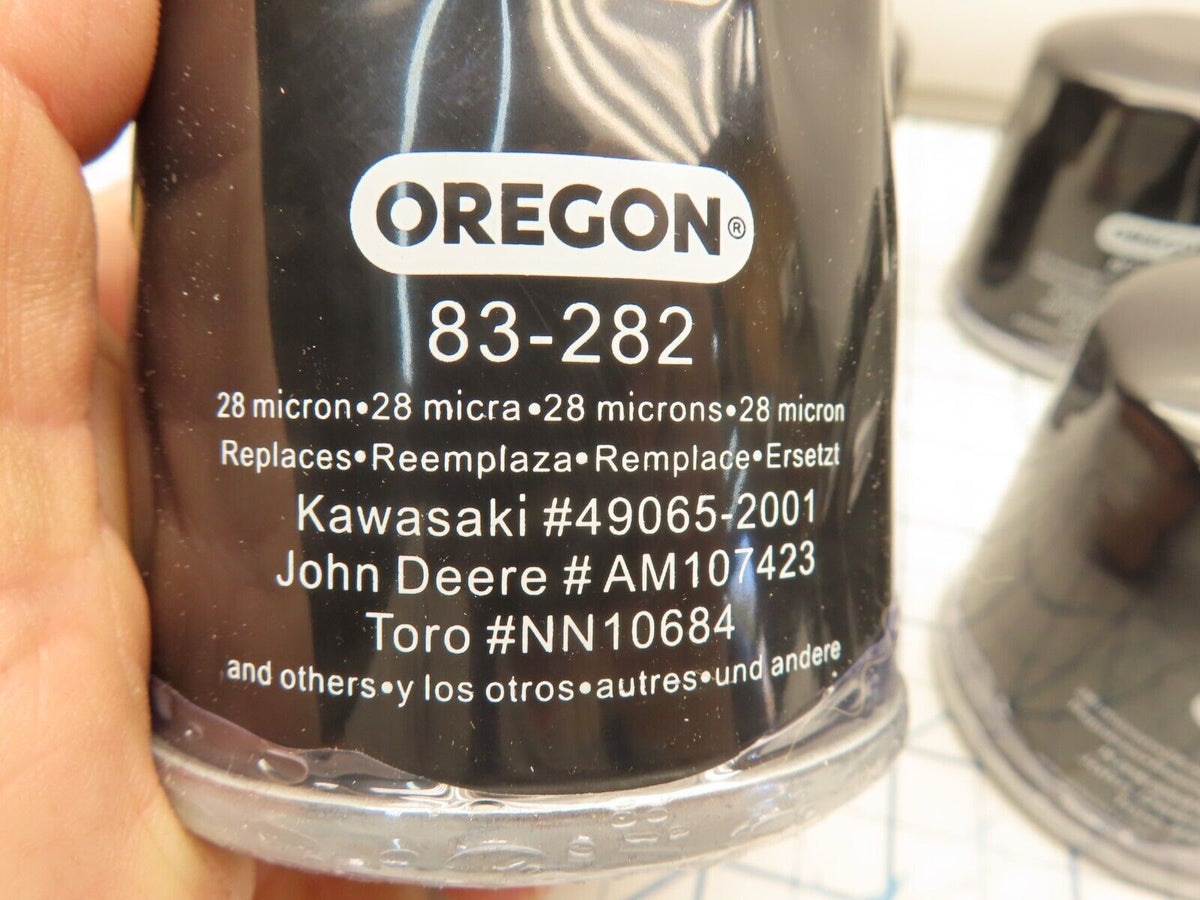 OREGON®
83-282
28 micron•28 micra•28 microns•28 micron
Replaces•Reemplaza•Remplace•Ersetzt
Kawasaki #49065-2001
John Deere # AM107423
Toro #NN10684
and others•y los otros•autres•und andere